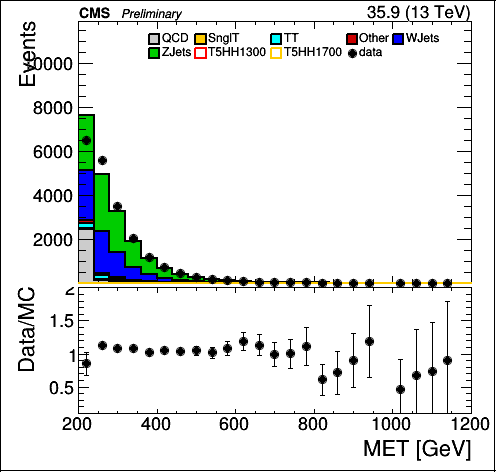 CMS Preliminary 35.9 (13 TeV)
Events
QCD SnglT TT Other WJets
ZJets T5HH1300 T5HH1700 data
0000
8000
6000
4000
2000
Data/MC
2
1.5
1
0.5
200 400 600 800 1000 1200
MET [GeV]